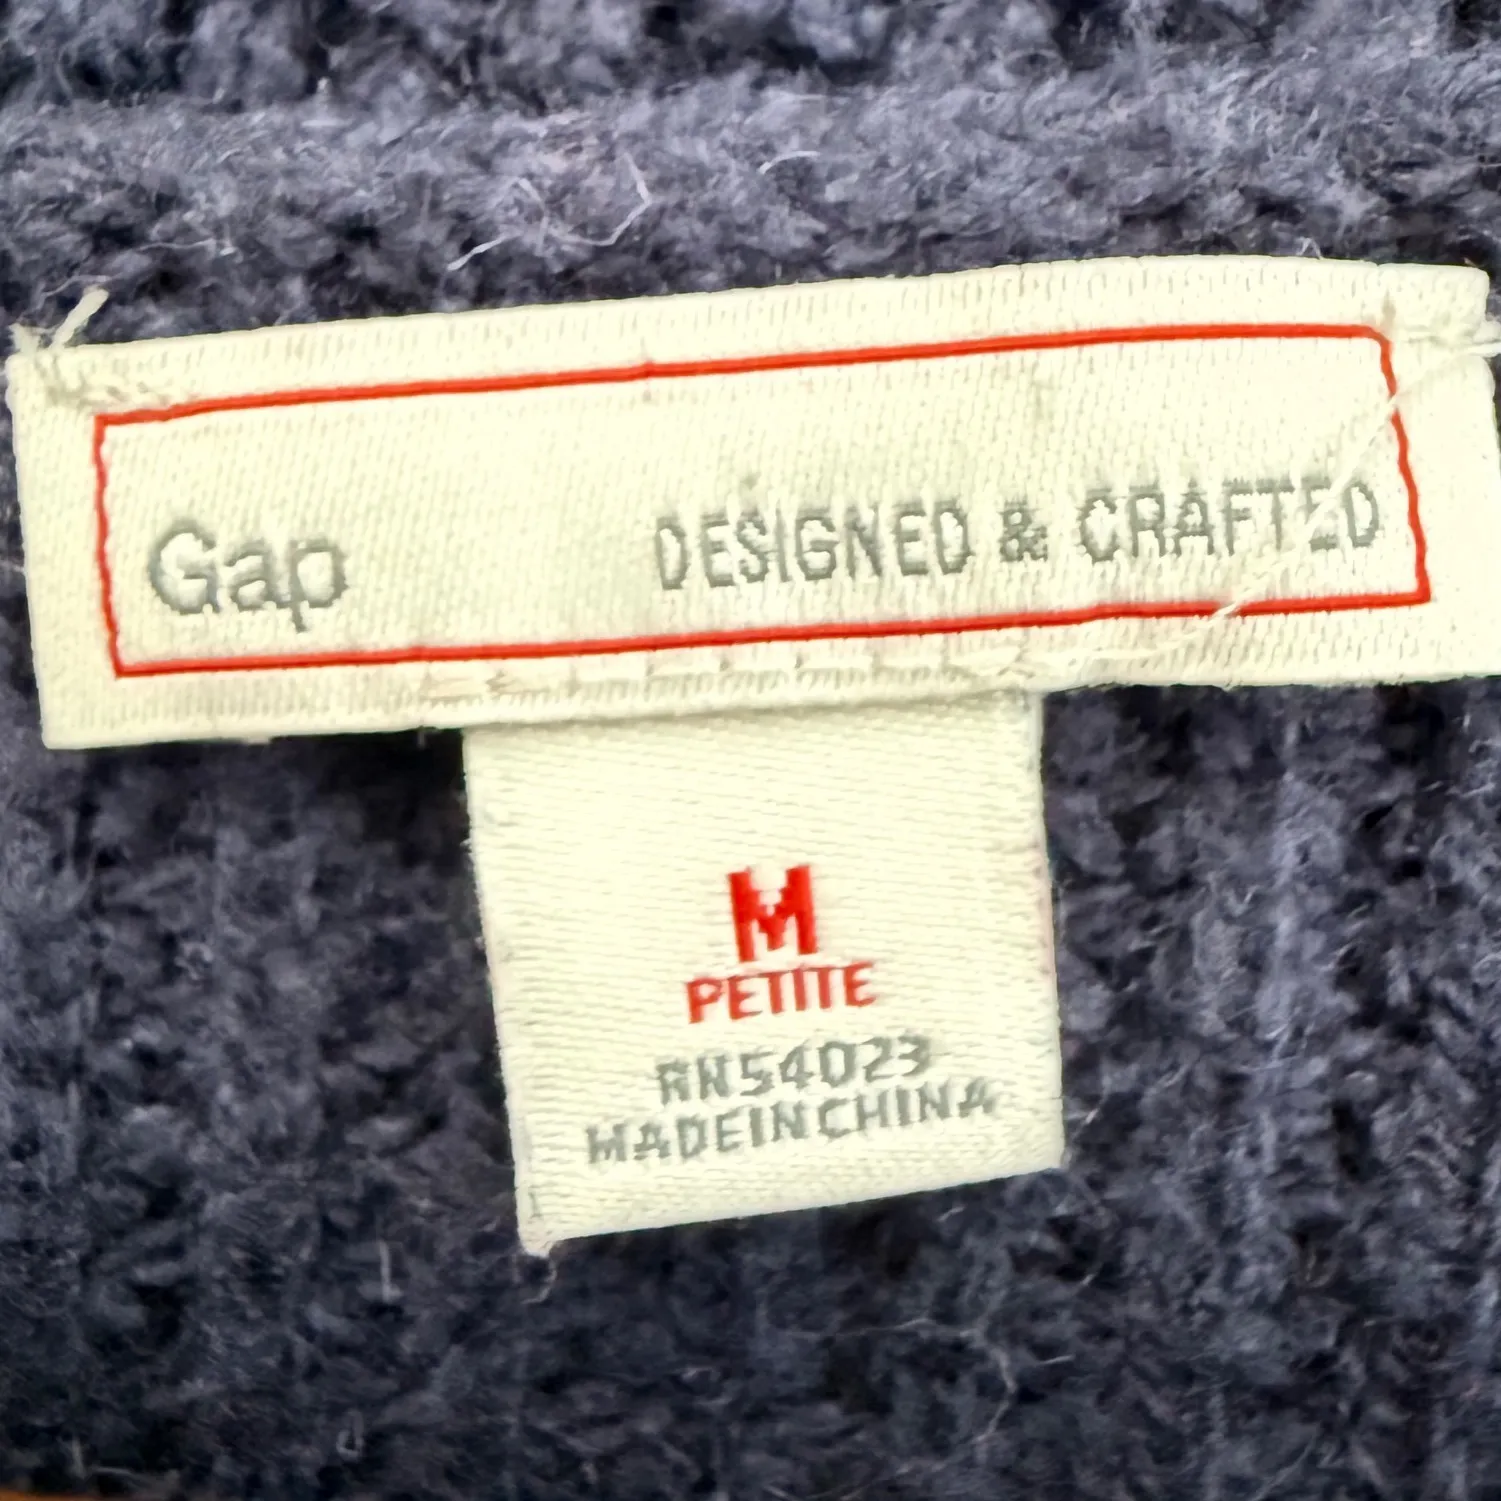 Gap DESIGNED & CRAFTED
M
PETITE
RN54023
MADEINCHINA